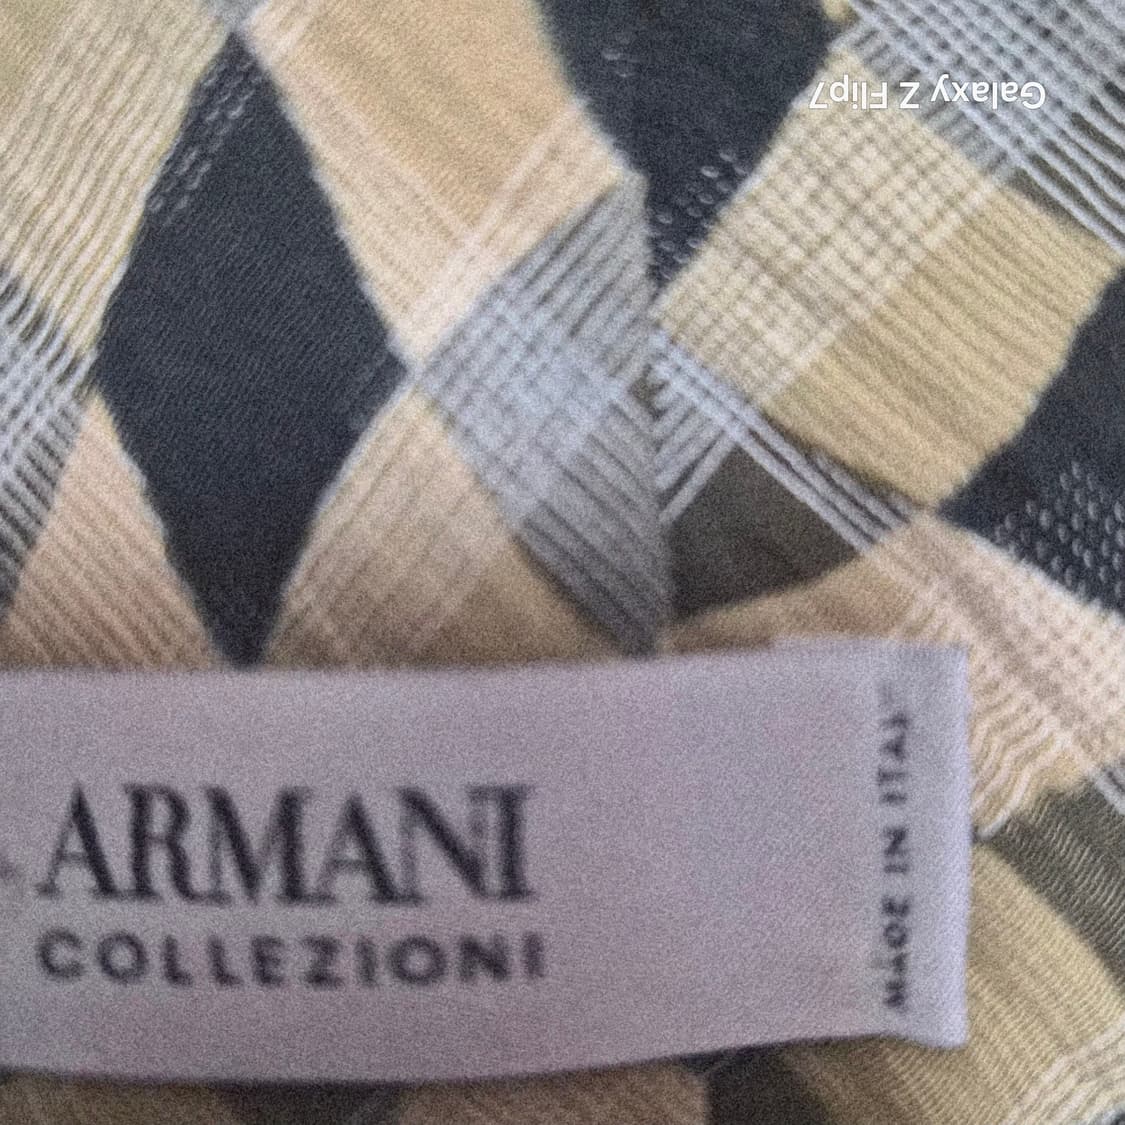 Galaxy Z Flip7
ARMANI
COLLEZIONI
MADE IN ITALY